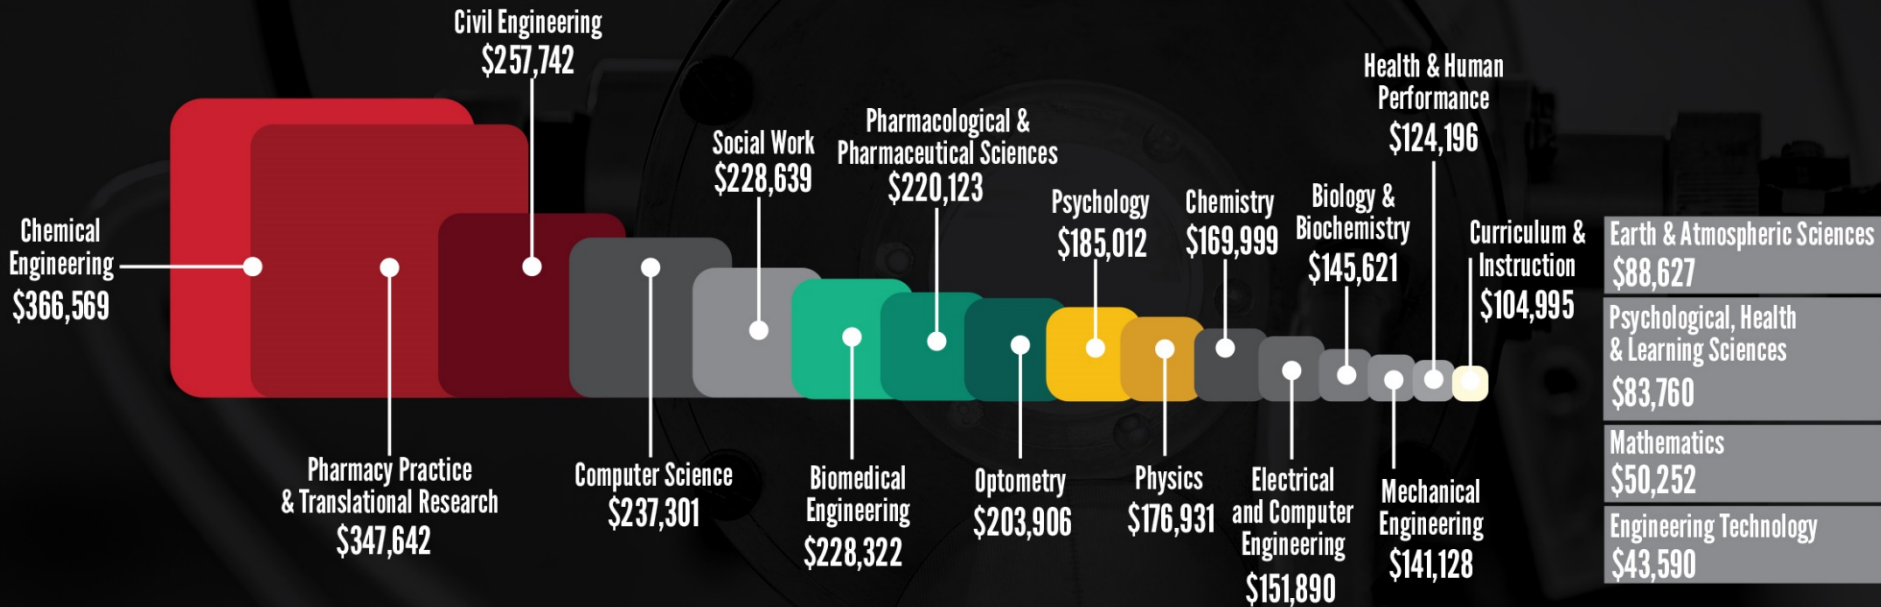 Chemical
Engineering
$366,569
Pharmacy Practice
& Translational Research
$347,642
Civil Engineering
$257,742
Computer Science
$237,301
Social Work
$228,639
Biomedical
Engineering
$228,322
Pharmacological &
Pharmaceutical Sciences
$220,123
Optometry
$203,906
Psychology
$185,012
Physics
$176,931
Chemistry
$169,999
Electrical
and Computer
Engineering
$151,890
Biology &
Biochemistry
$145,621
Mechanical
Engineering
$141,128
Health & Human
Performance
$124,196
Curriculum &
Instruction
$104,995
Earth & Atmospheric Sciences
$88,627
Psychological, Health
& Learning Sciences
$83,760
Mathematics
$50,252
Engineering Technology
$43,590